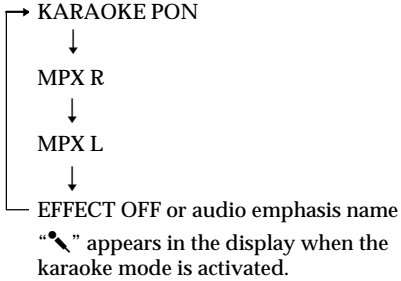 KARAOKE PON
MPX R
MPX L
EFFECT OFF or audio emphasis name
“🎤” appears in the display when the
karaoke mode is activated.